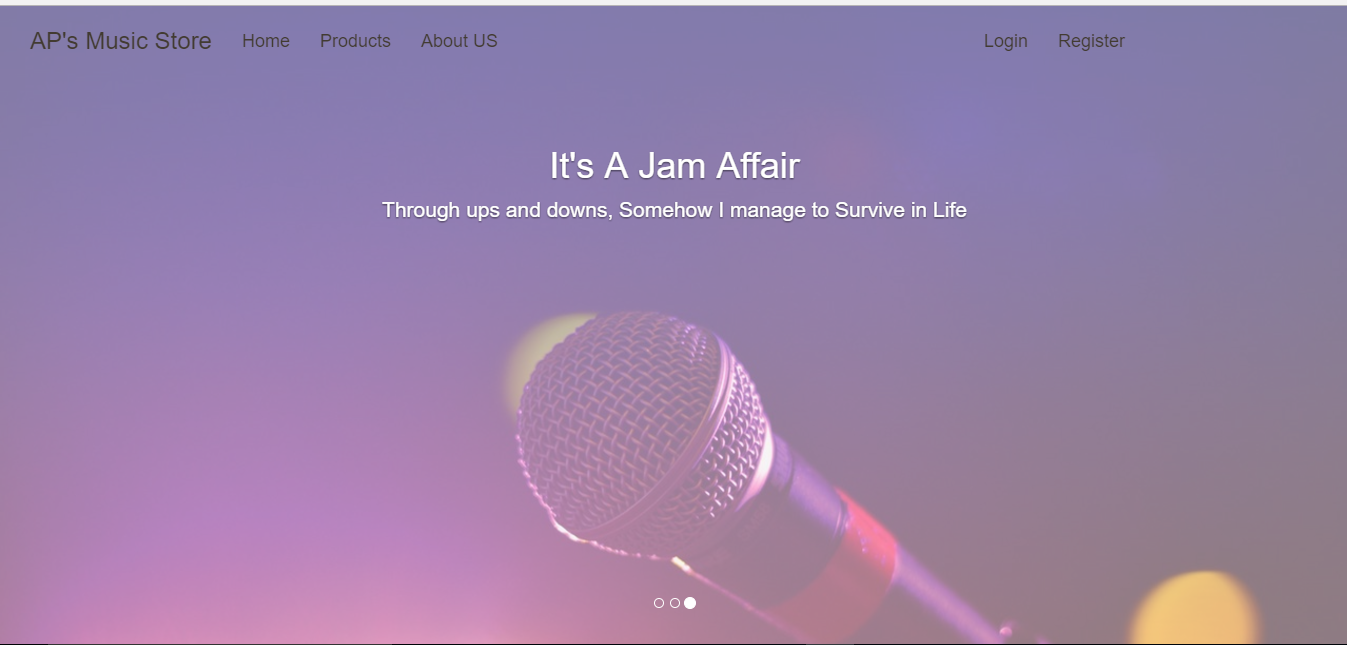 AP's Music Store Home Products About US Login Register
It's A Jam Affair
Through ups and downs, Somehow I manage to Survive in Life